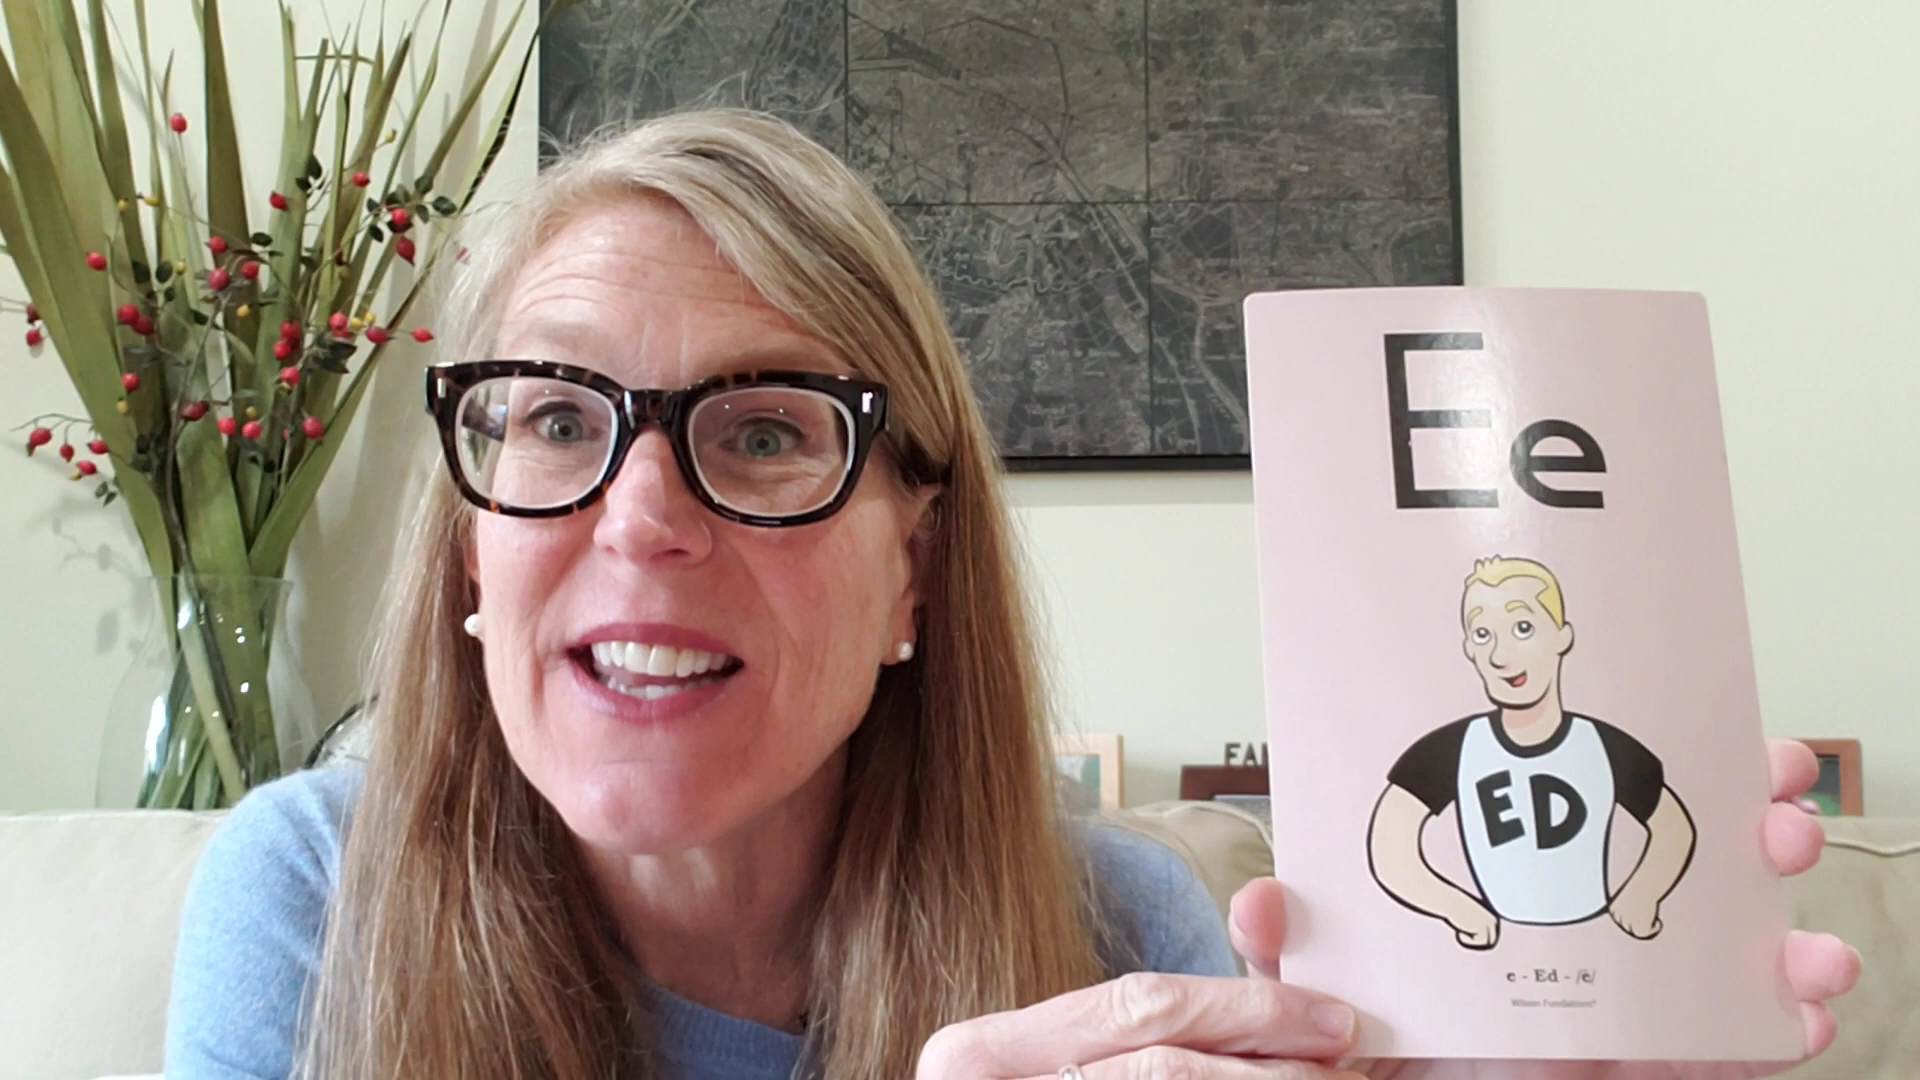 Ee
ED
e - Ed - /ĕ/
Wilson Fundations®